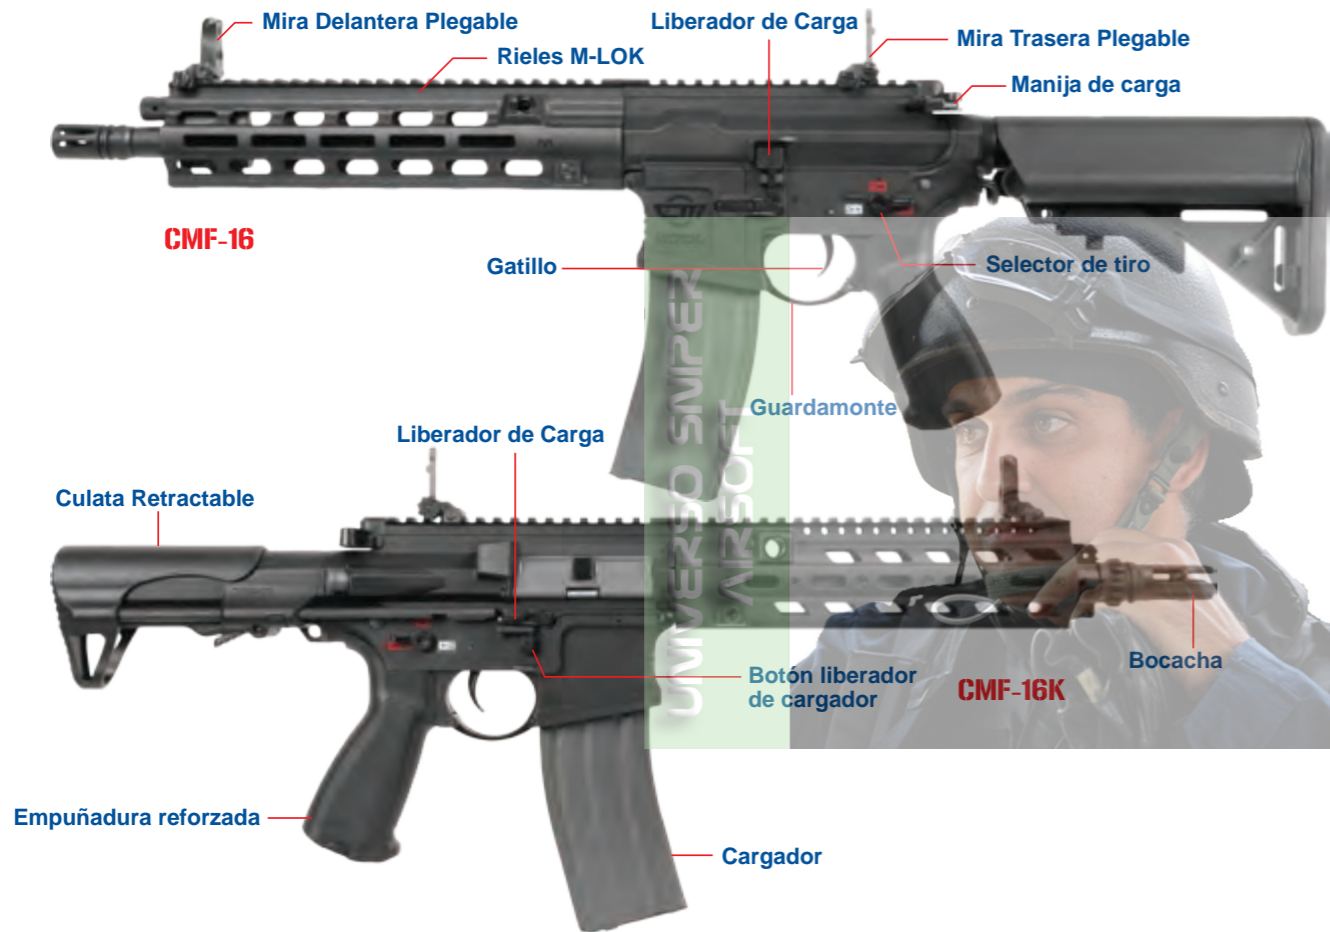 Mira Delantera Plegable
Liberador de Carga
Mira Trasera Plegable
Rieles M-LOK
Manija de carga
CMF-16
Gatillo
Selector de tiro
Guardamonte
UNIVERSO SNIPER
AIRSOFT
Liberador de Carga
Culata Retractable
Botón liberador
de cargador
CMF-16K
Bocacha
Empuñadura reforzada
Cargador